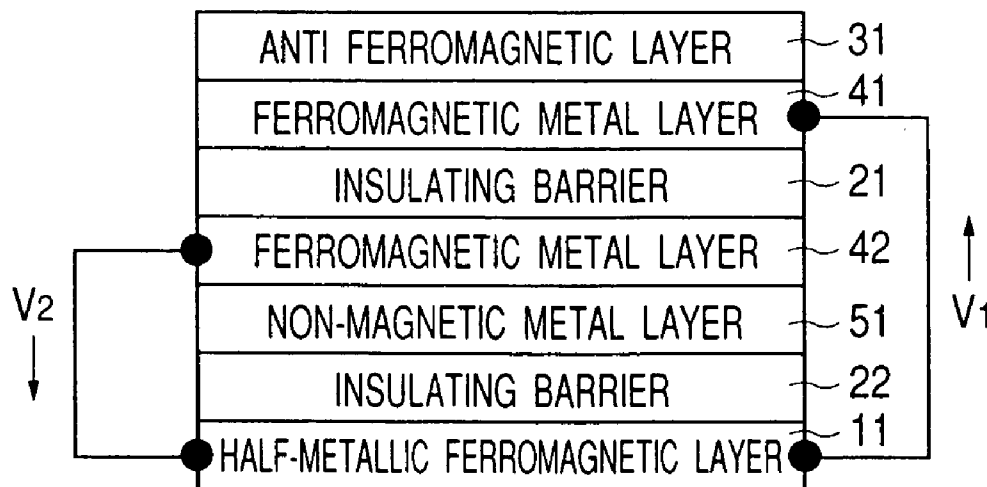 ANTI FERROMAGNETIC LAYER 31
FERROMAGNETIC METAL LAYER 41
INSULATING BARRIER 21
FERROMAGNETIC METAL LAYER 42
NON-MAGNETIC METAL LAYER 51
INSULATING BARRIER 22
HALF-METALLIC FERROMAGNETIC LAYER 11
V2
V1